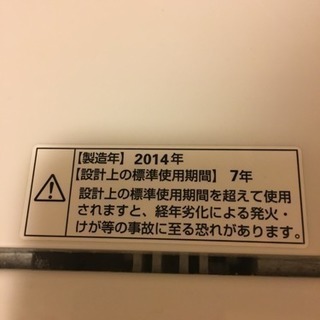 【製造年】2014年
【設計上の標準使用期間】7年
設計上の標準使用期間を超えて使用
されますと、経年劣化による発火・
けが等の事故に至る恐れがあります。